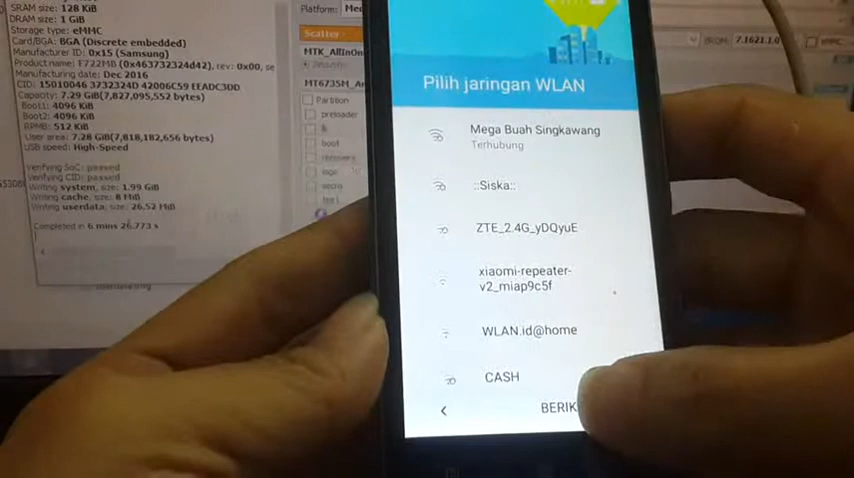 SRAM size: 128 KiB
DRAM size: 1 GiB
Storage type: eMMC
Card/BGA: BGA (Discrete embedded)
Manufacturer ID: 0x15 (Samsung)
Product name: F722MB (0x463732324d42), rev: 0x00, se
Manufacturing date: Dec 2016
CID: 15010046 3732324D 42006C59 EEADC3DD
Capacity: 7.29 GiB(7,827,095,552 bytes)
Boot1: 4096 KiB
Boot2: 4096 KiB
RPMB: 512 KiB
User area: 7.28 GiB(7,818,182,656 bytes)
USB speed: High-Speed
Verifying SoC: passed
Verifying CID: passed
Writing system, size: 1.99 GiB
Writing cache, size: 8 MiB
Writing userdata, size: 26.52 MiB
Completed in 6 mins 26.773 s
Platform:
Scatter
MTK_AllInOn
MT6735M_An
Partition
preloader
boot
recovery
logo
secro
BROM: 7.1621.1.0
eMMC
Pilih jaringan WLAN
Mega Buah Singkawang
Terhubung
::Siska::
ZTE_2.4G_yDQyuE
xiaomi-repeater-
v2_miap9c5f
WLAN.id@home
CASH
<
BERIK